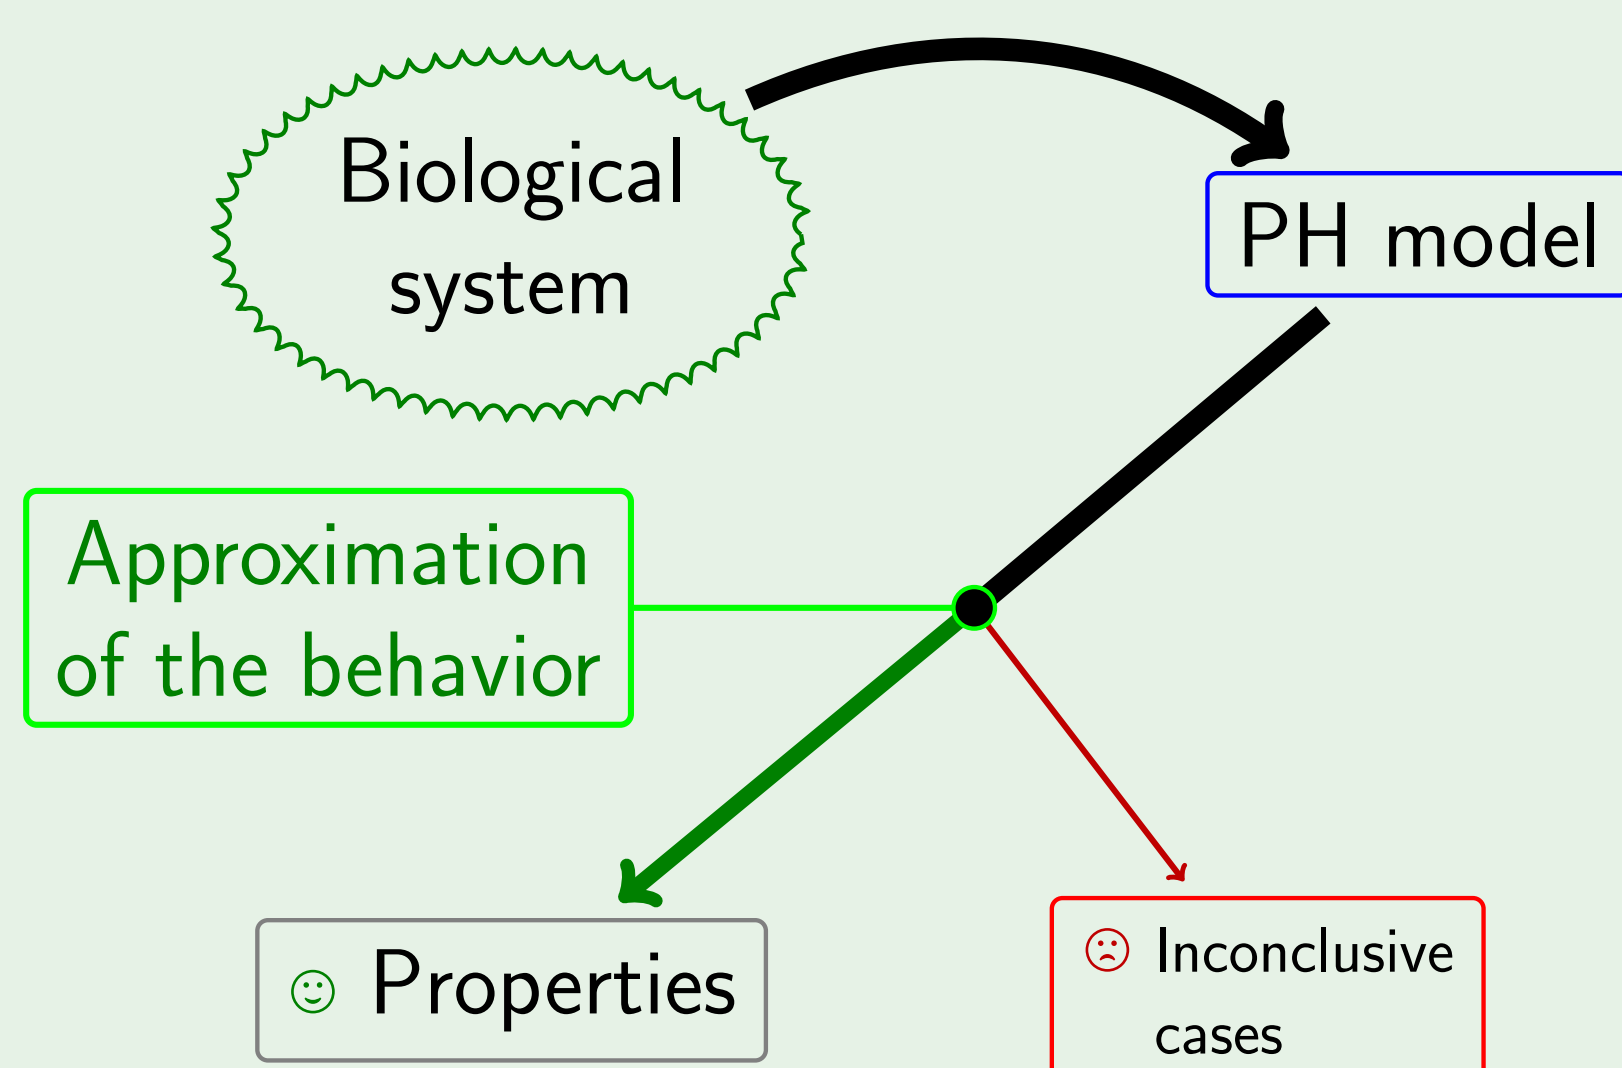 Biological
system
PH model
Approximation
of the behavior
Properties
Inconclusive
cases